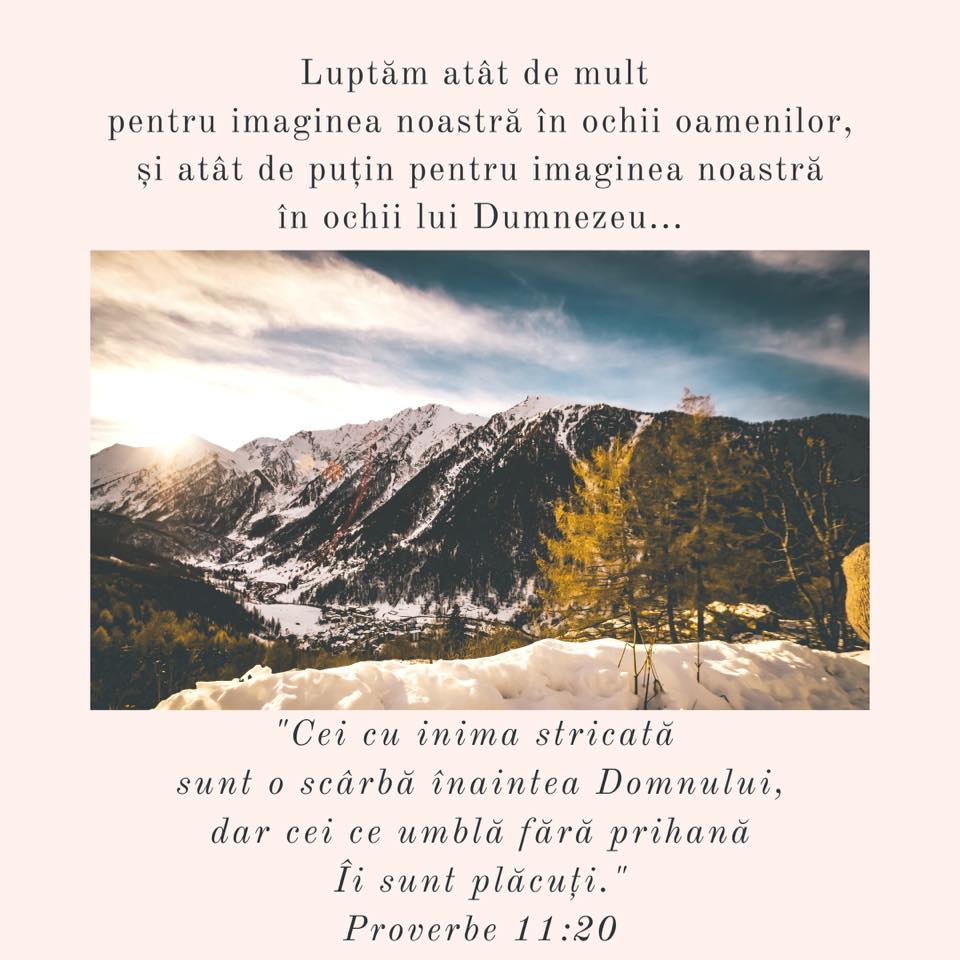 Luptăm atât de mult
pentru imaginea noastră în ochii oamenilor,
și atât de puțin pentru imaginea noastră
în ochii lui Dumnezeu...
"Cei cu inima stricată
sunt o scârbă înaintea Domnului,
dar cei ce umblă fără prihană
Îi sunt plăcuți."
Proverbe 11:20